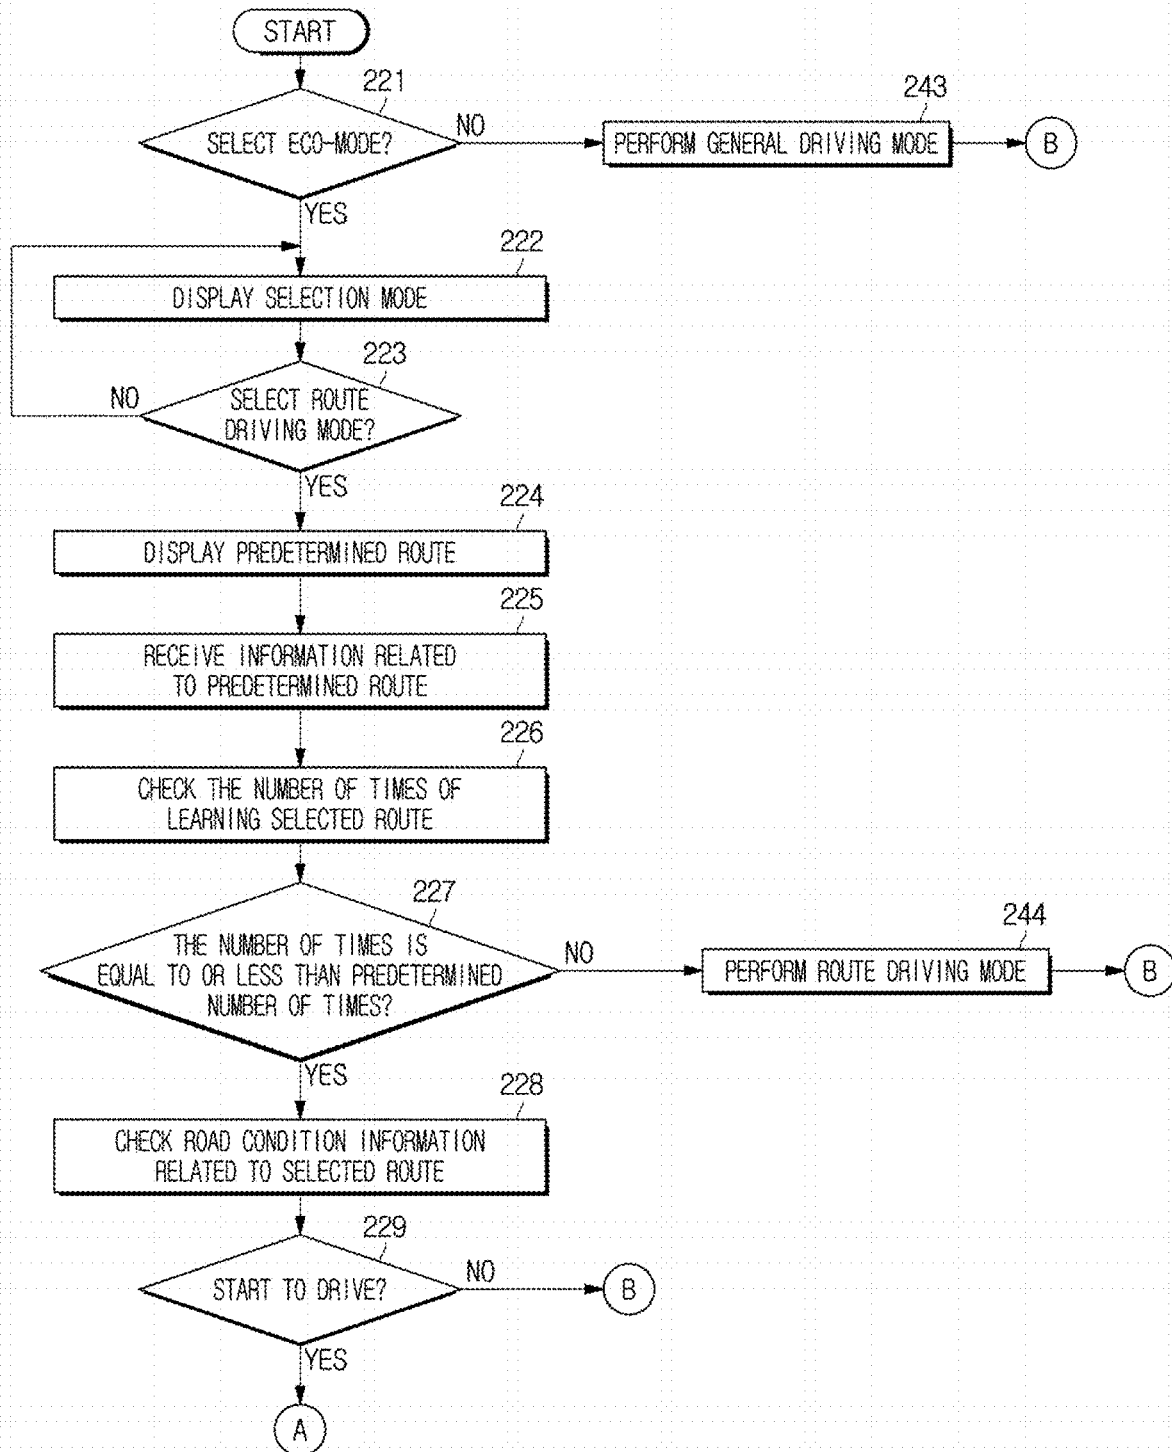 START
221
SELECT ECO-MODE?
NO
243
PERFORM GENERAL DRIVING MODE
B
YES
222
DISPLAY SELECTION MODE
223
NO
SELECT ROUTE
DRIVING MODE?
YES
224
DISPLAY PREDETERMINED ROUTE
225
RECEIVE INFORMATION RELATED
TO PREDETERMINED ROUTE
226
CHECK THE NUMBER OF TIMES OF
LEARNING SELECTED ROUTE
227
THE NUMBER OF TIMES IS
EQUAL TO OR LESS THAN PREDETERMINED
NUMBER OF TIMES?
NO
244
PERFORM ROUTE DRIVING MODE
B
YES
228
CHECK ROAD CONDITION INFORMATION
RELATED TO SELECTED ROUTE
229
START TO DRIVE?
NO
B
YES
A